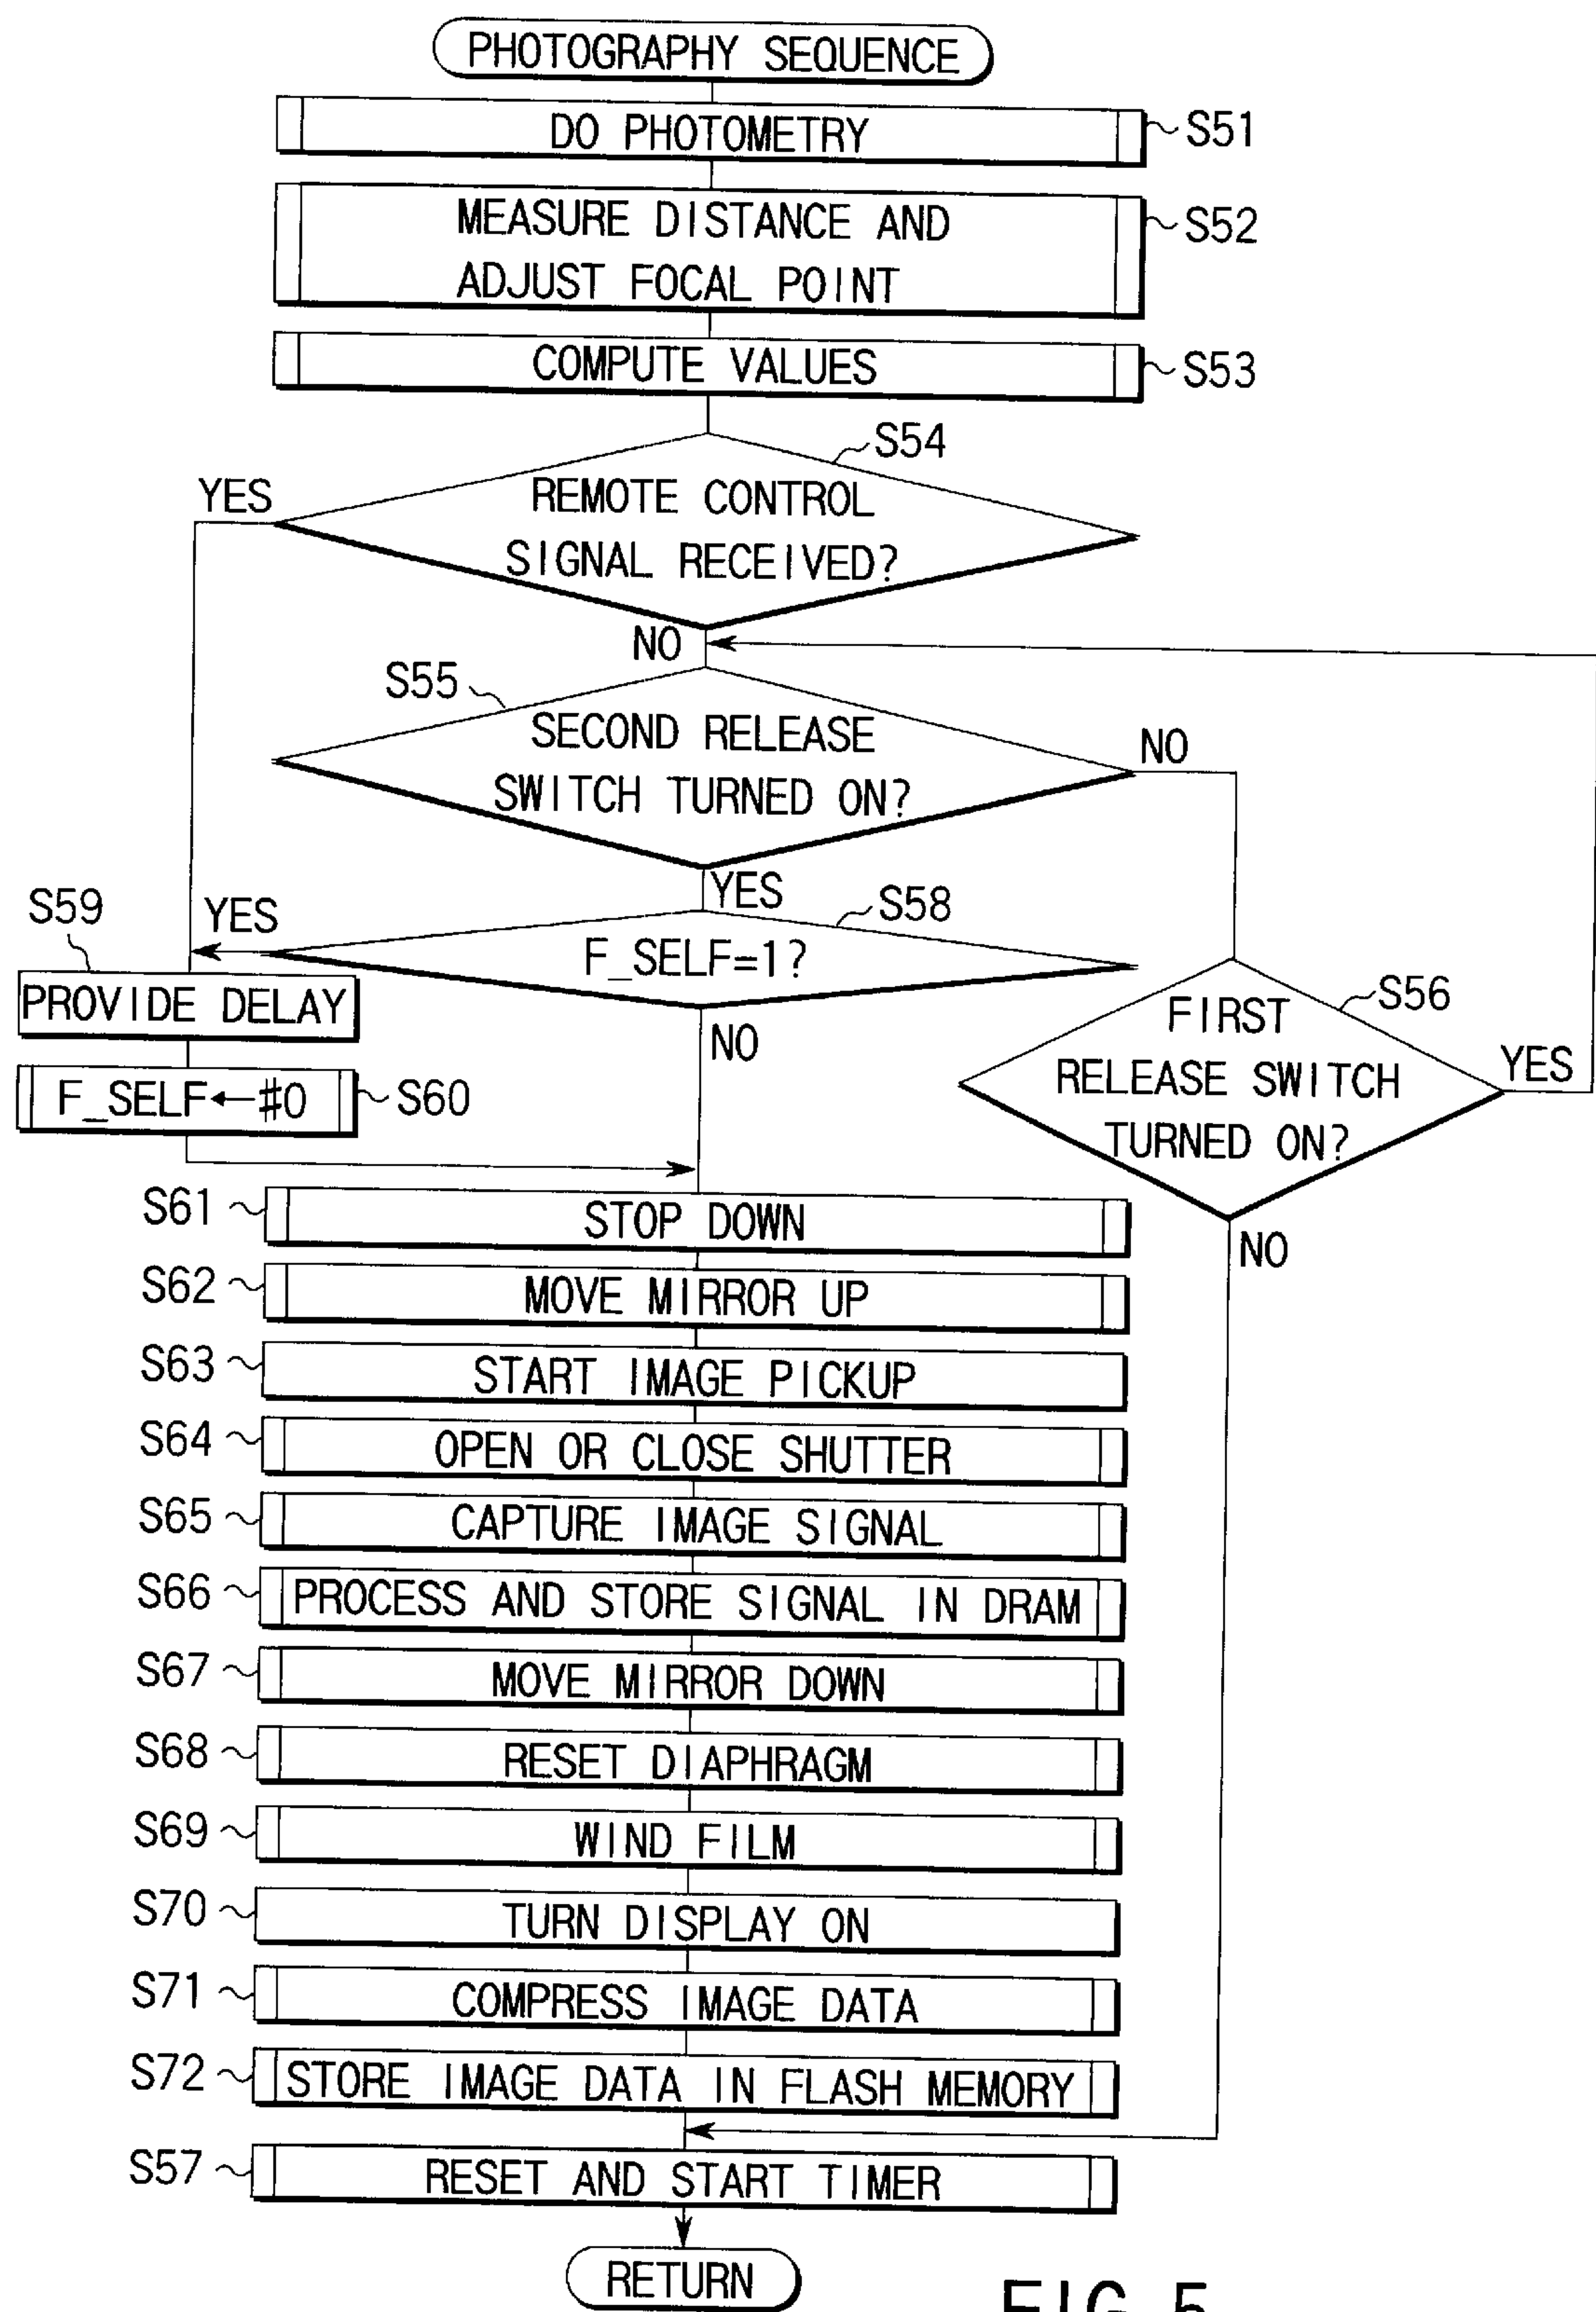 PHOTOGRAPHY SEQUENCE
DO PHOTOMETRY
S51
MEASURE DISTANCE AND
ADJUST FOCAL POINT
S52
COMPUTE VALUES
S53
S54
YES
REMOTE CONTROL
SIGNAL RECEIVED?
NO
S55
SECOND RELEASE
SWITCH TURNED ON?
NO
YES
S58
S59
YES
F_SELF=1?
PROVIDE DELAY
NO
S56
FIRST
RELEASE SWITCH
TURNED ON?
YES
F_SELF←#0
S60
NO
S61
STOP DOWN
S62
MOVE MIRROR UP
S63
START IMAGE PICKUP
S64
OPEN OR CLOSE SHUTTER
S65
CAPTURE IMAGE SIGNAL
S66
PROCESS AND STORE SIGNAL IN DRAM
S67
MOVE MIRROR DOWN
S68
RESET DIAPHRAGM
S69
WIND FILM
S70
TURN DISPLAY ON
S71
COMPRESS IMAGE DATA
S72
STORE IMAGE DATA IN FLASH MEMORY
S57
RESET AND START TIMER
RETURN
FIG. 5